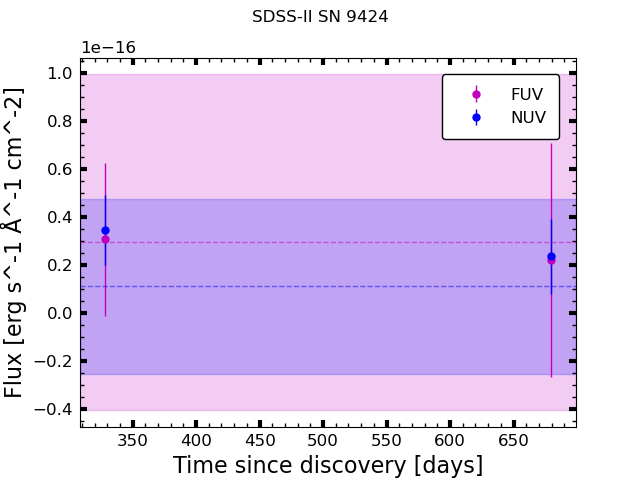 SDSS-II SN 9424
1e−16
1.0
0.8
0.6
0.4
0.2
0.0
−0.2
−0.4
Flux [erg s^-1 Å^-1 cm^-2]
FUV
NUV
350 400 450 500 550 600 650
Time since discovery [days]